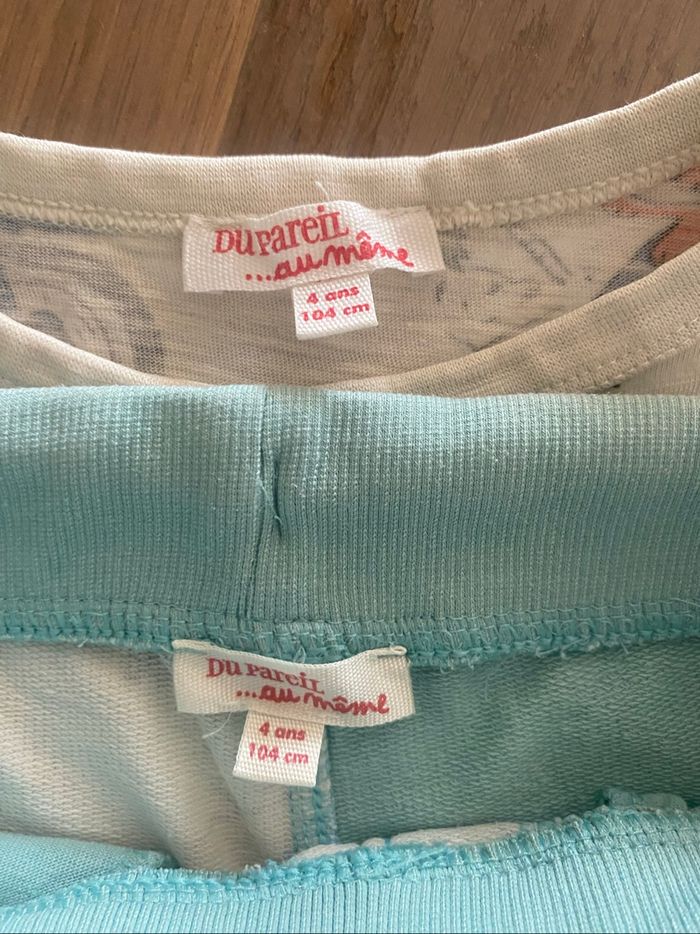 DUPareiL
...au même
4 ans
104 cm
DUPareiL
...au même
4 ans
104 cm